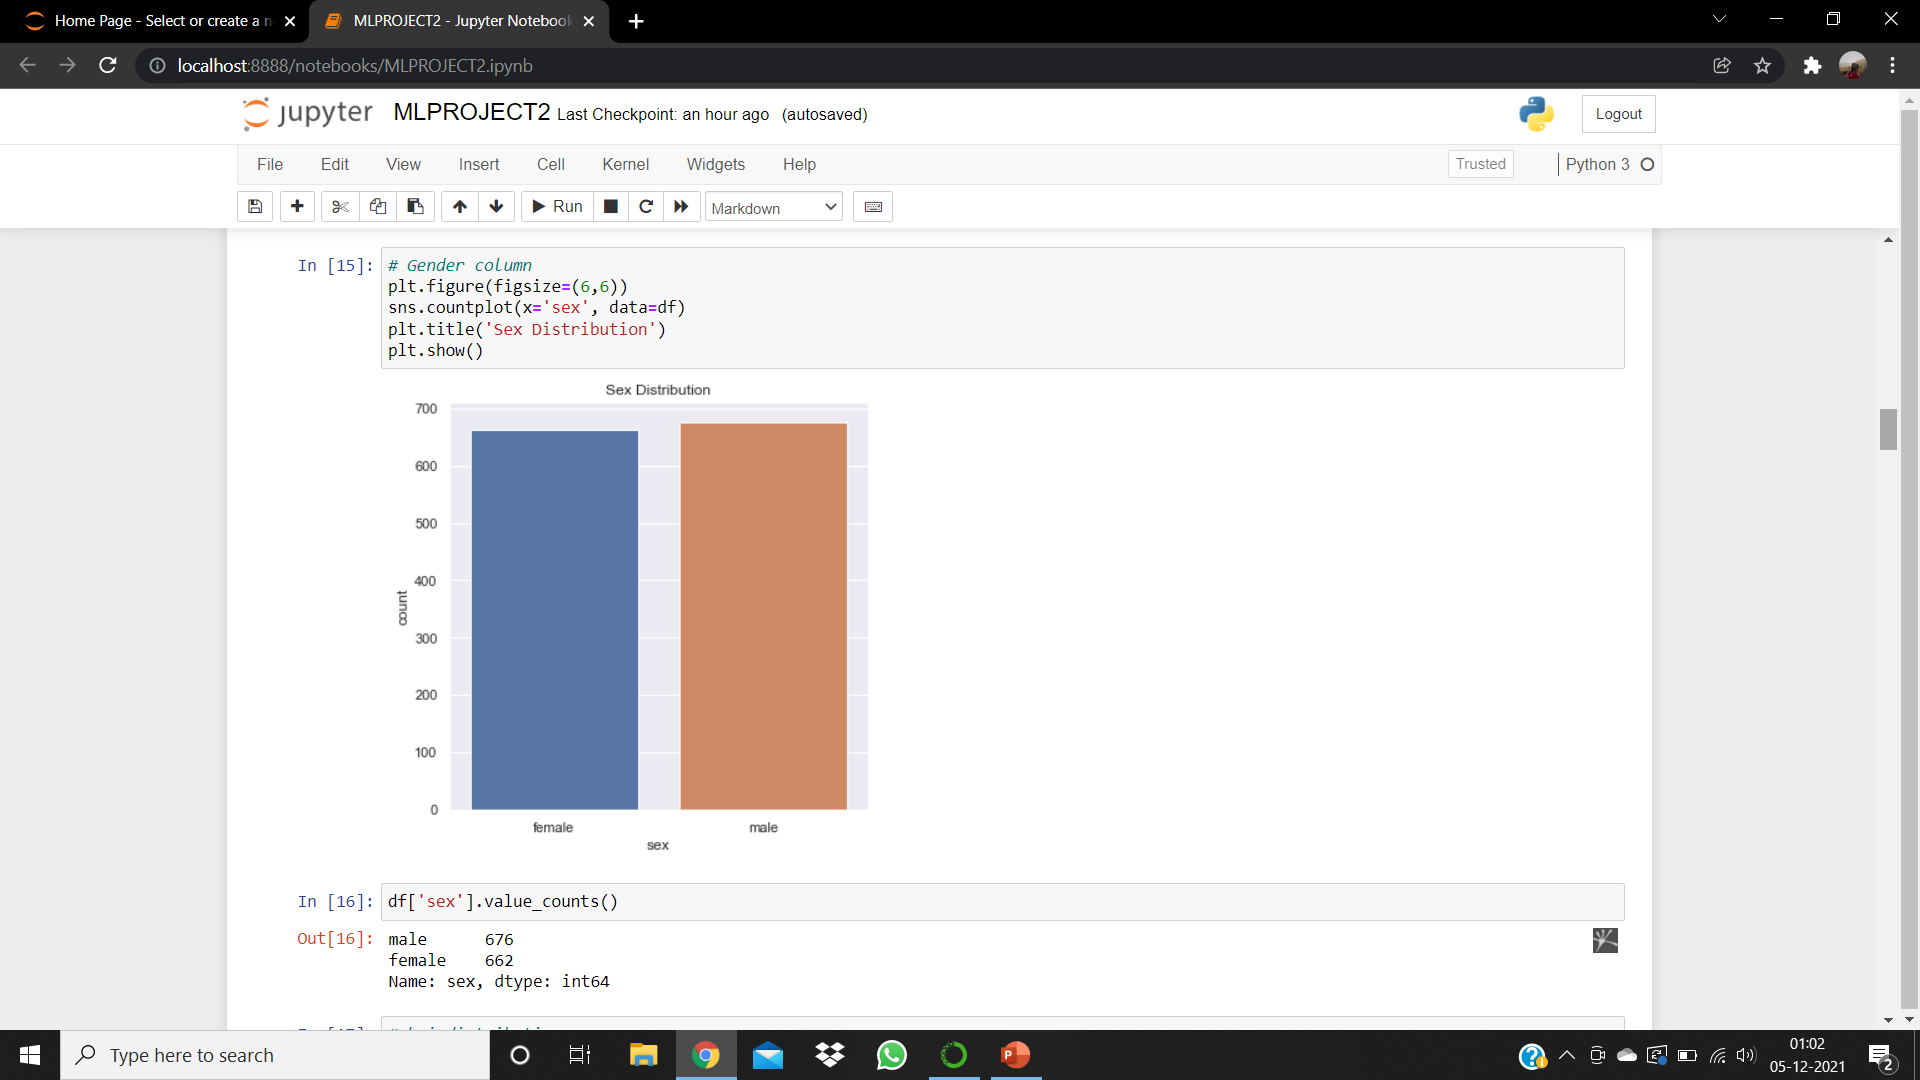 Home Page - Select or create a n
MLPROJECT2 - Jupyter Notebook
localhost:8888/notebooks/MLPROJECT2.ipynb
jupyter MLPROJECT2 Last Checkpoint: an hour ago (autosaved)
Logout
File Edit View Insert Cell Kernel Widgets Help
Trusted
Python 3
Run
Markdown
In [15]: # Gender column
plt.figure(figsize=(6,6))
sns.countplot(x='sex', data=df)
plt.title('Sex Distribution')
plt.show()
Sex Distribution
700
600
500
400
300
200
100
0
count
female male
sex
In [16]: df['sex'].value_counts()
Out[16]: male 676
female 662
Name: sex, dtype: int64
Type here to search
01:02
05-12-2021
2